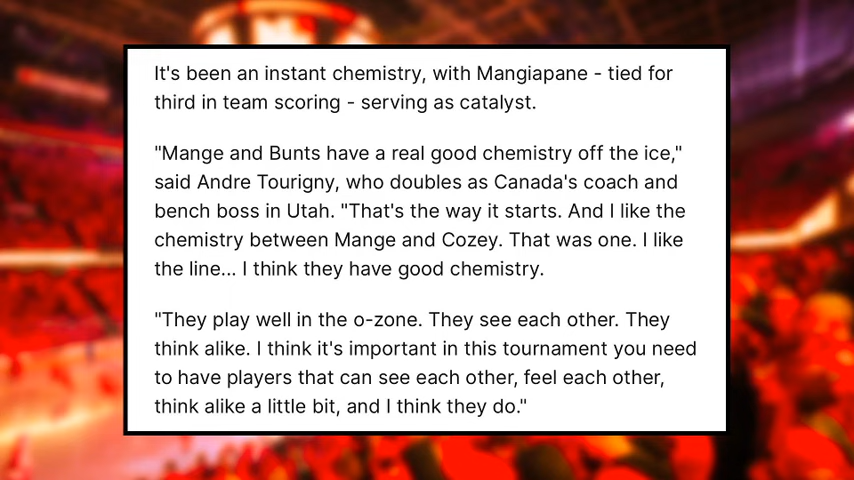 It's been an instant chemistry, with Mangiapane - tied for
third in team scoring - serving as catalyst.
"Mange and Bunts have a real good chemistry off the ice,"
said Andre Tourigny, who doubles as Canada's coach and
bench boss in Utah. "That's the way it starts. And I like the
chemistry between Mange and Cozey. That was one. I like
the line... I think they have good chemistry.
"They play well in the o-zone. They see each other. They
think alike. I think it's important in this tournament you need
to have players that can see each other, feel each other,
think alike a little bit, and I think they do."